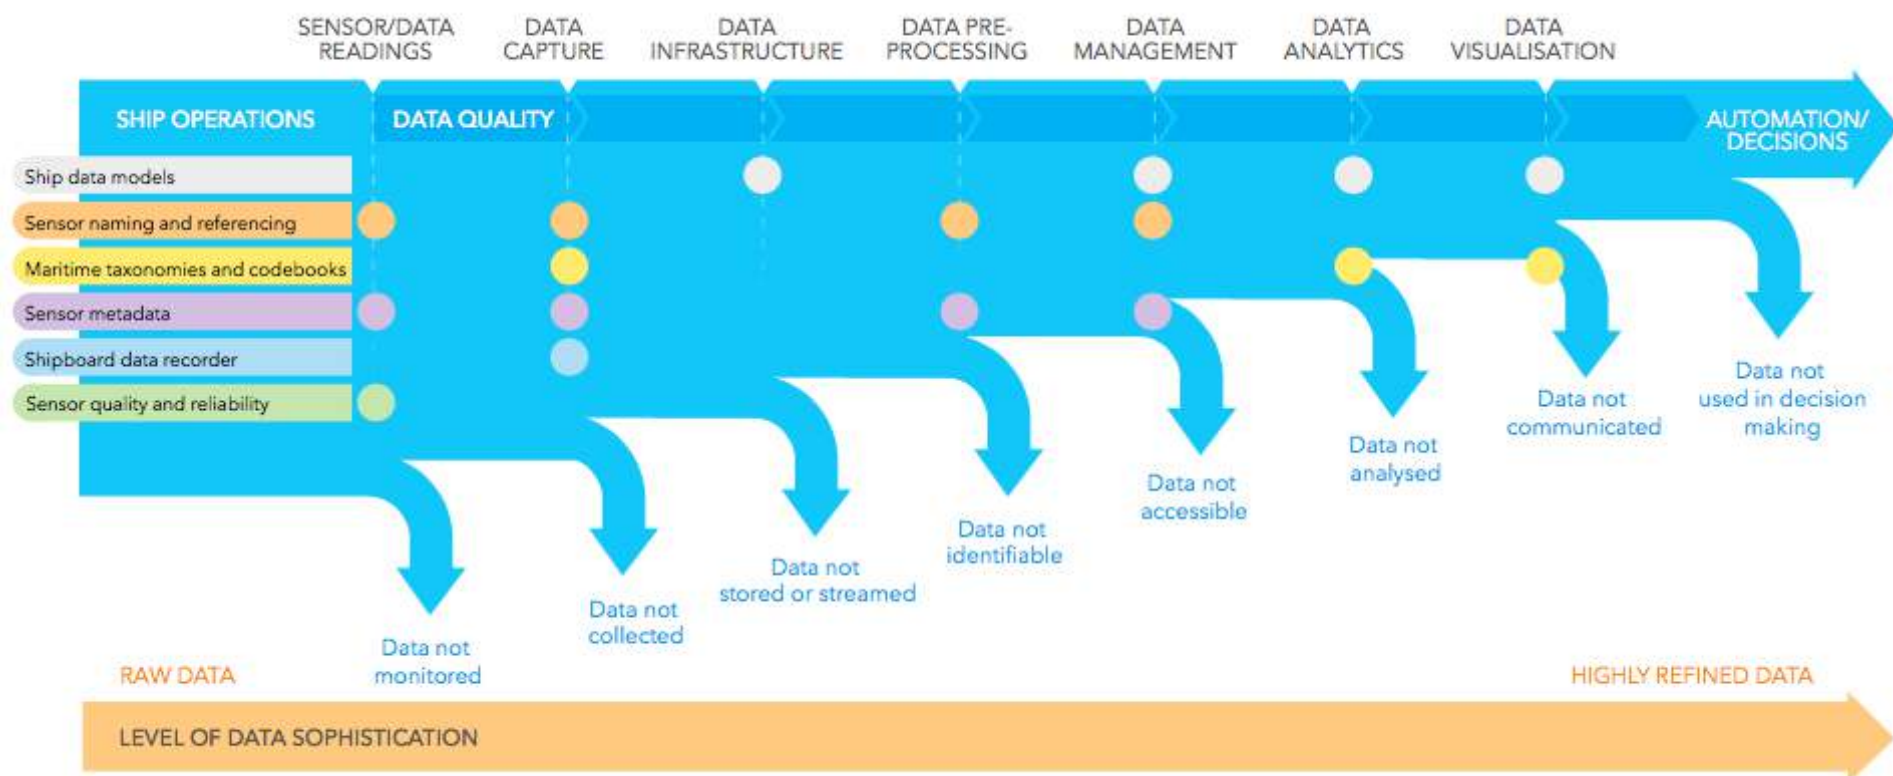 SENSOR/DATA
READINGS
DATA
CAPTURE
DATA
INFRASTRUCTURE
DATA PRE-
PROCESSING
DATA
MANAGEMENT
DATA
ANALYTICS
DATA
VISUALISATION
SHIP OPERATIONS
DATA QUALITY
AUTOMATION/
DECISIONS
Ship data models
Sensor naming and referencing
Maritime taxonomies and codebooks
Sensor metadata
Shipboard data recorder
Sensor quality and reliability
Data not
monitored
Data not
collected
Data not
stored or streamed
Data not
identifiable
Data not
accessible
Data not
analysed
Data not
communicated
Data not
used in decision
making
RAW DATA
HIGHLY REFINED DATA
LEVEL OF DATA SOPHISTICATION